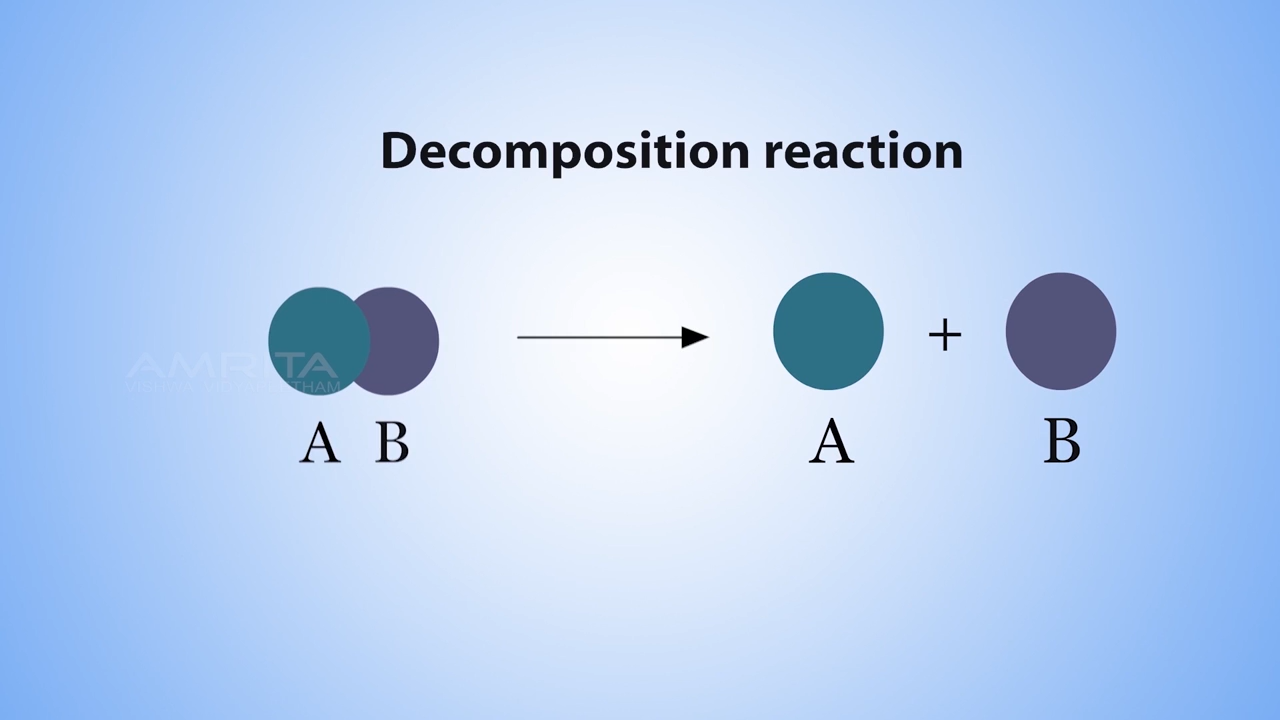 Decomposition reaction
A B A + B
AMRITA
VISHWA VIDYAPEETHAM